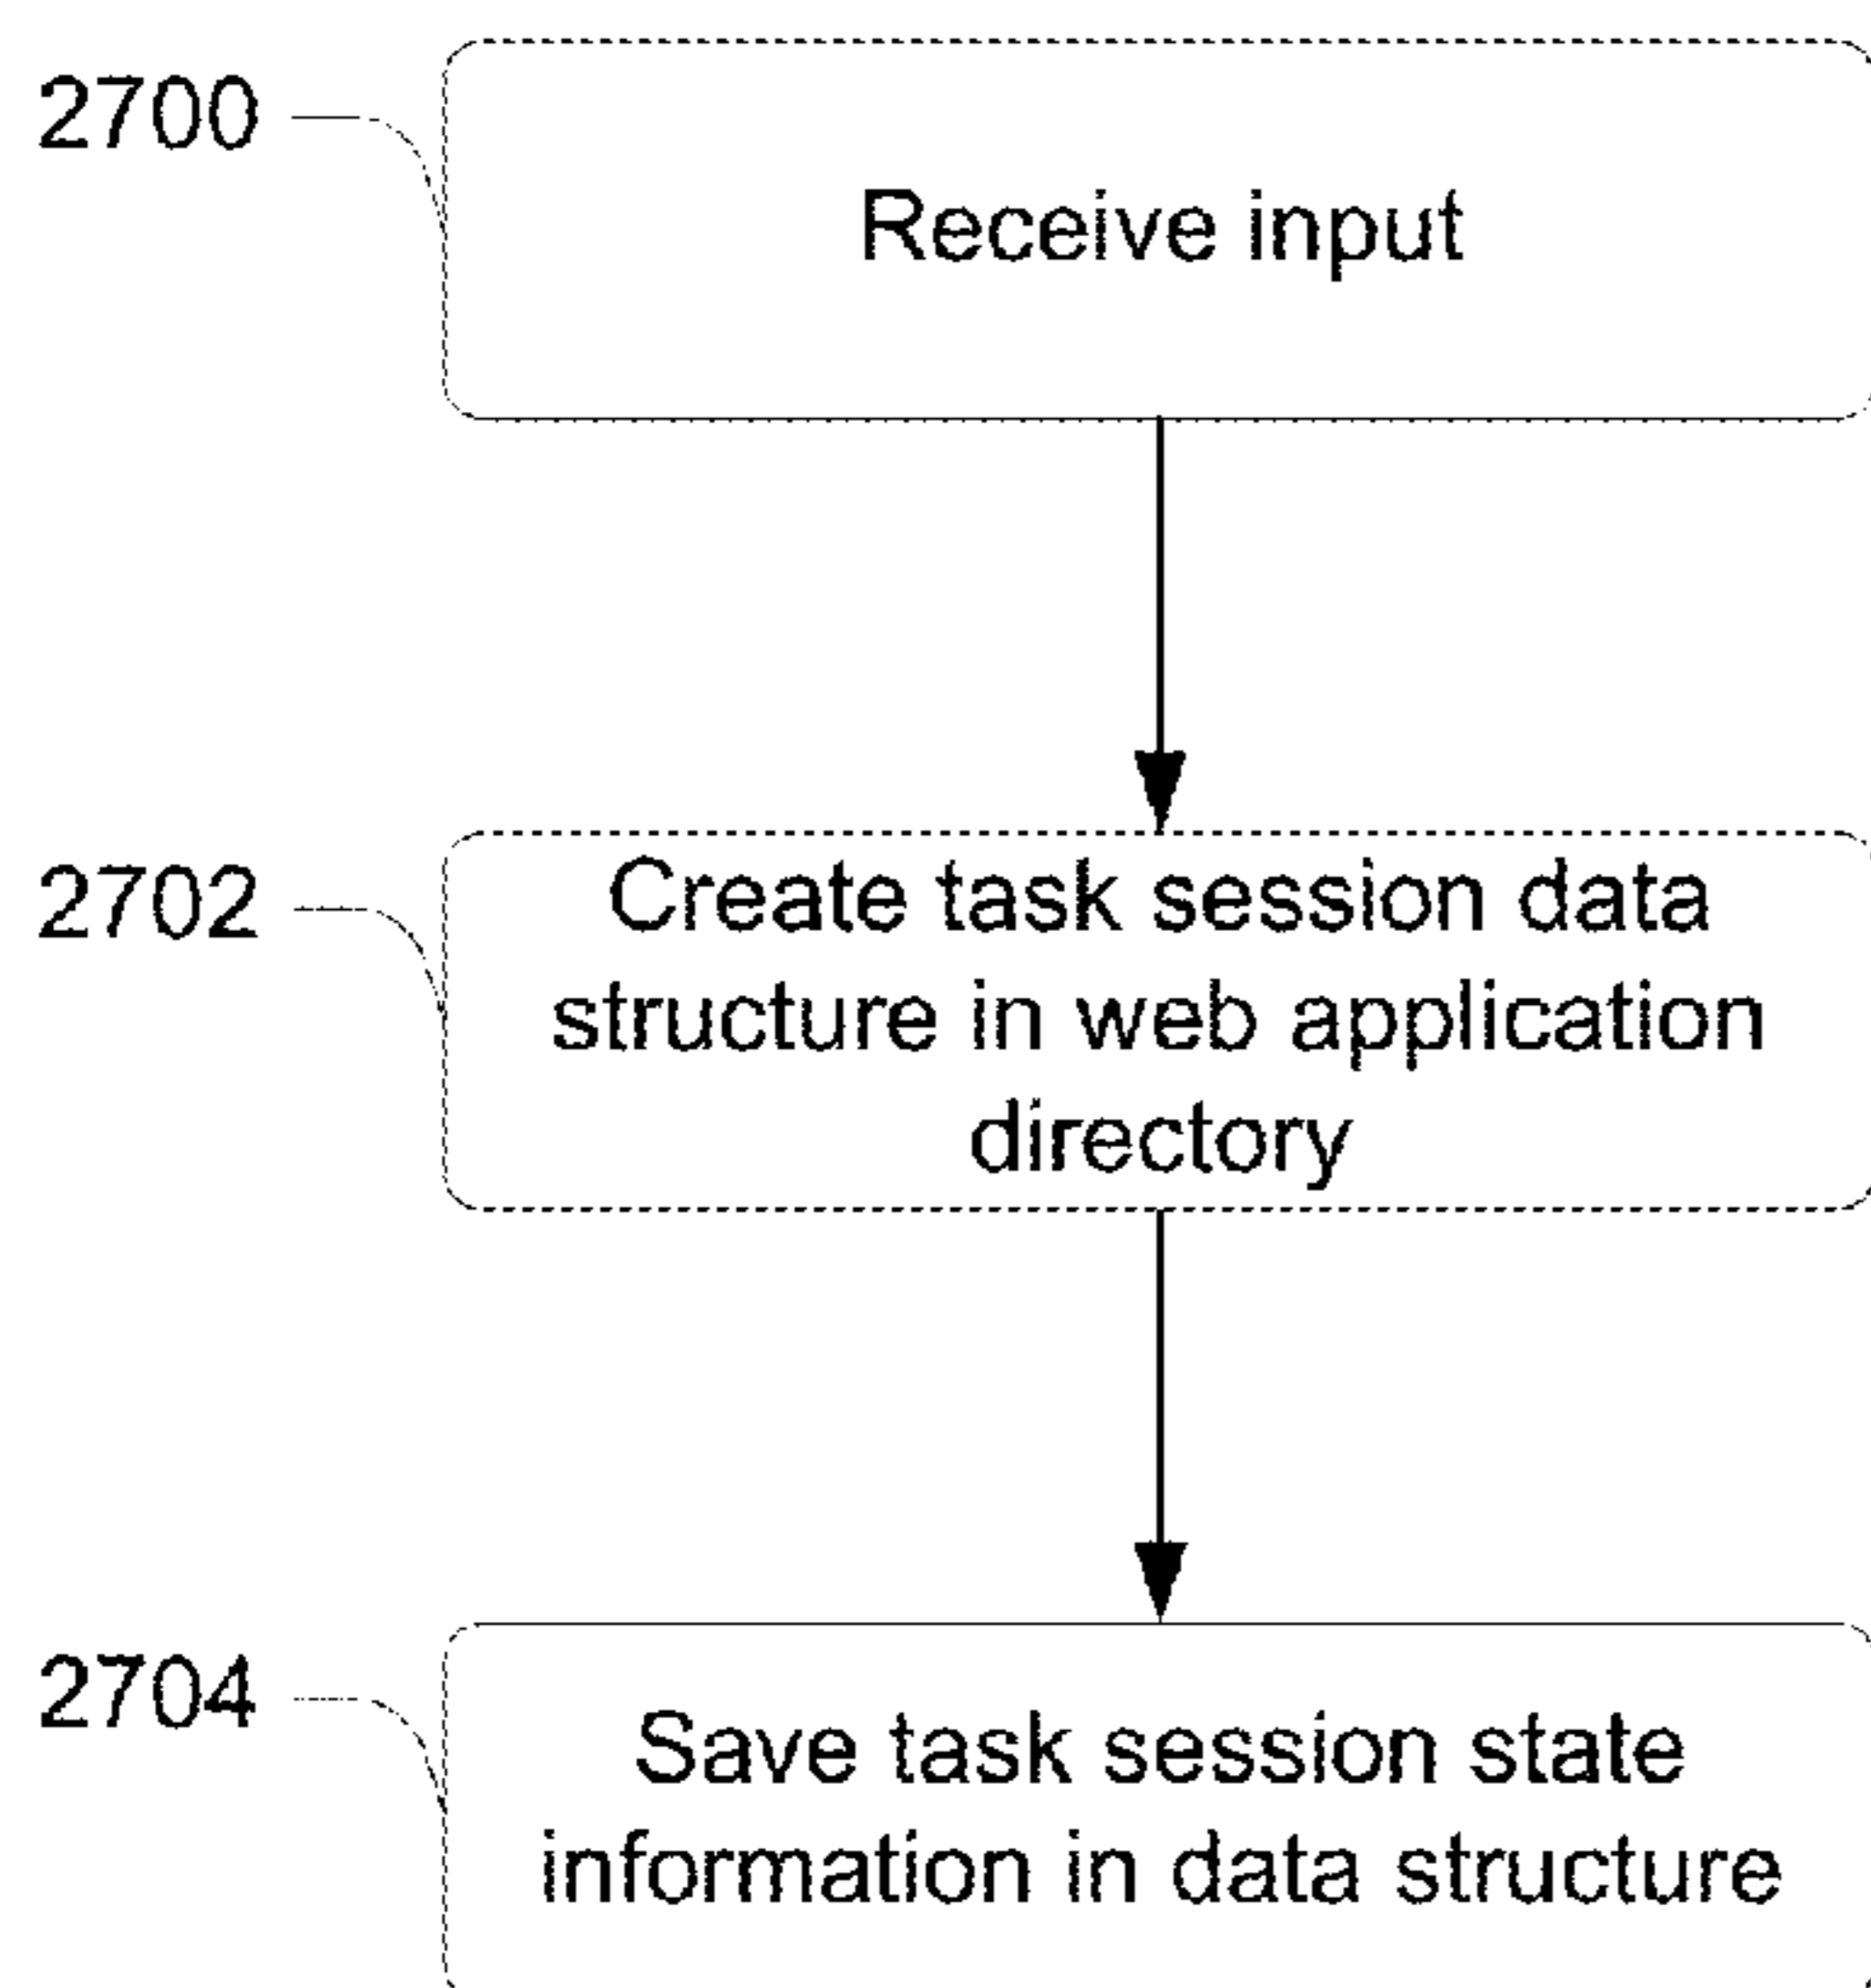 2700
Receive input
2702
Create task session data
structure in web application
directory
2704
Save task session state
information in data structure